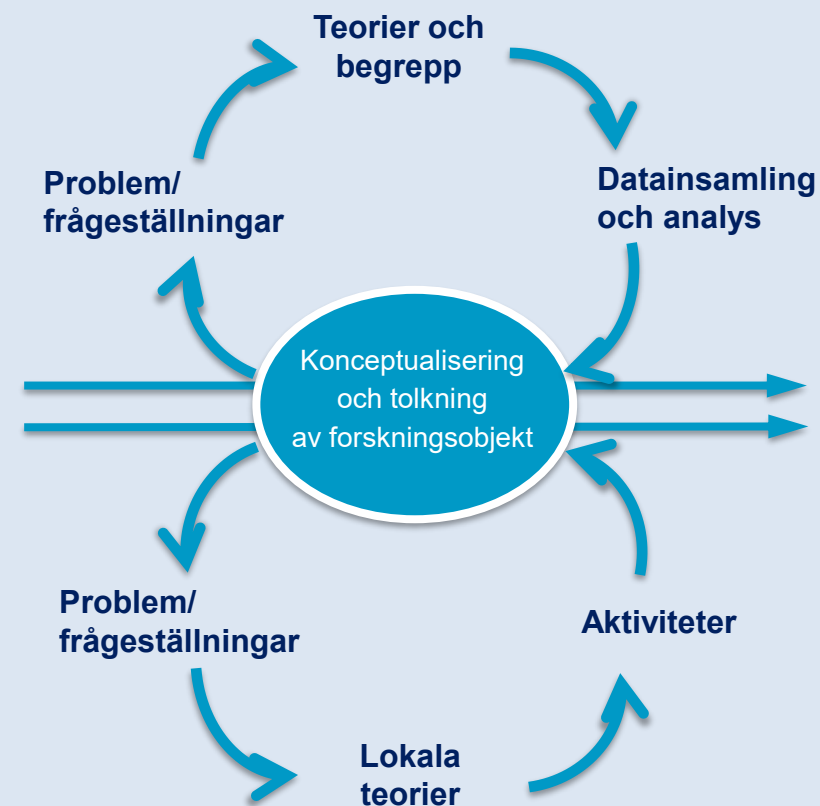 Teorier och
begrepp
Problem/
frågeställningar
Datainsamling
och analys
Konceptualisering
och tolkning
av forskningsobjekt
Problem/
frågeställningar
Aktiviteter
Lokala
teorier